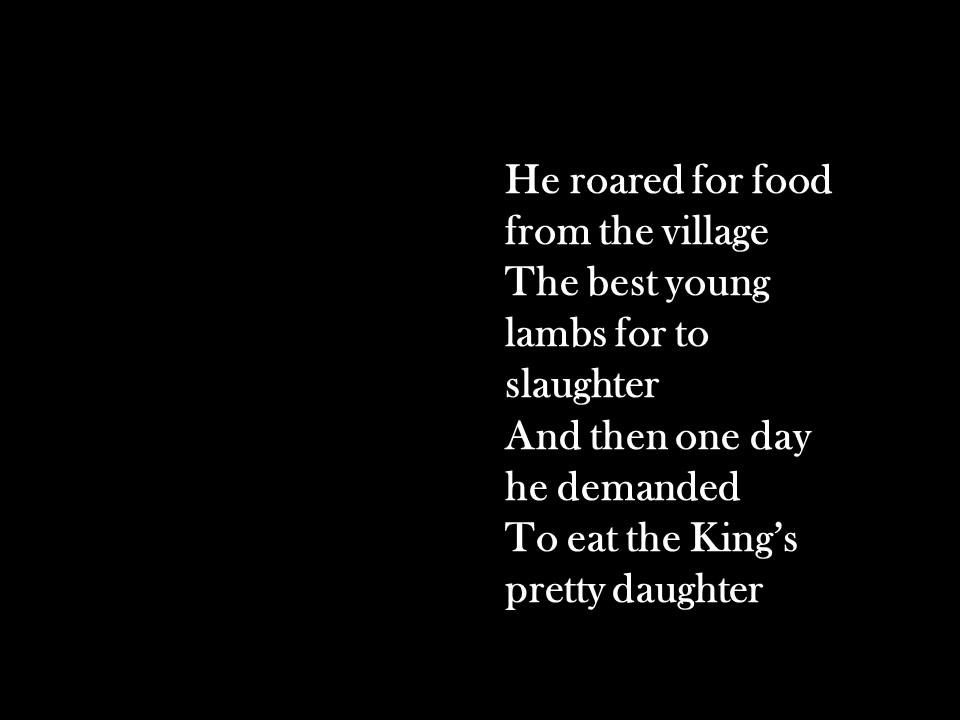 He roared for food
from the village
The best young
lambs for to
slaughter
And then one day
he demanded
To eat the King’s
pretty daughter